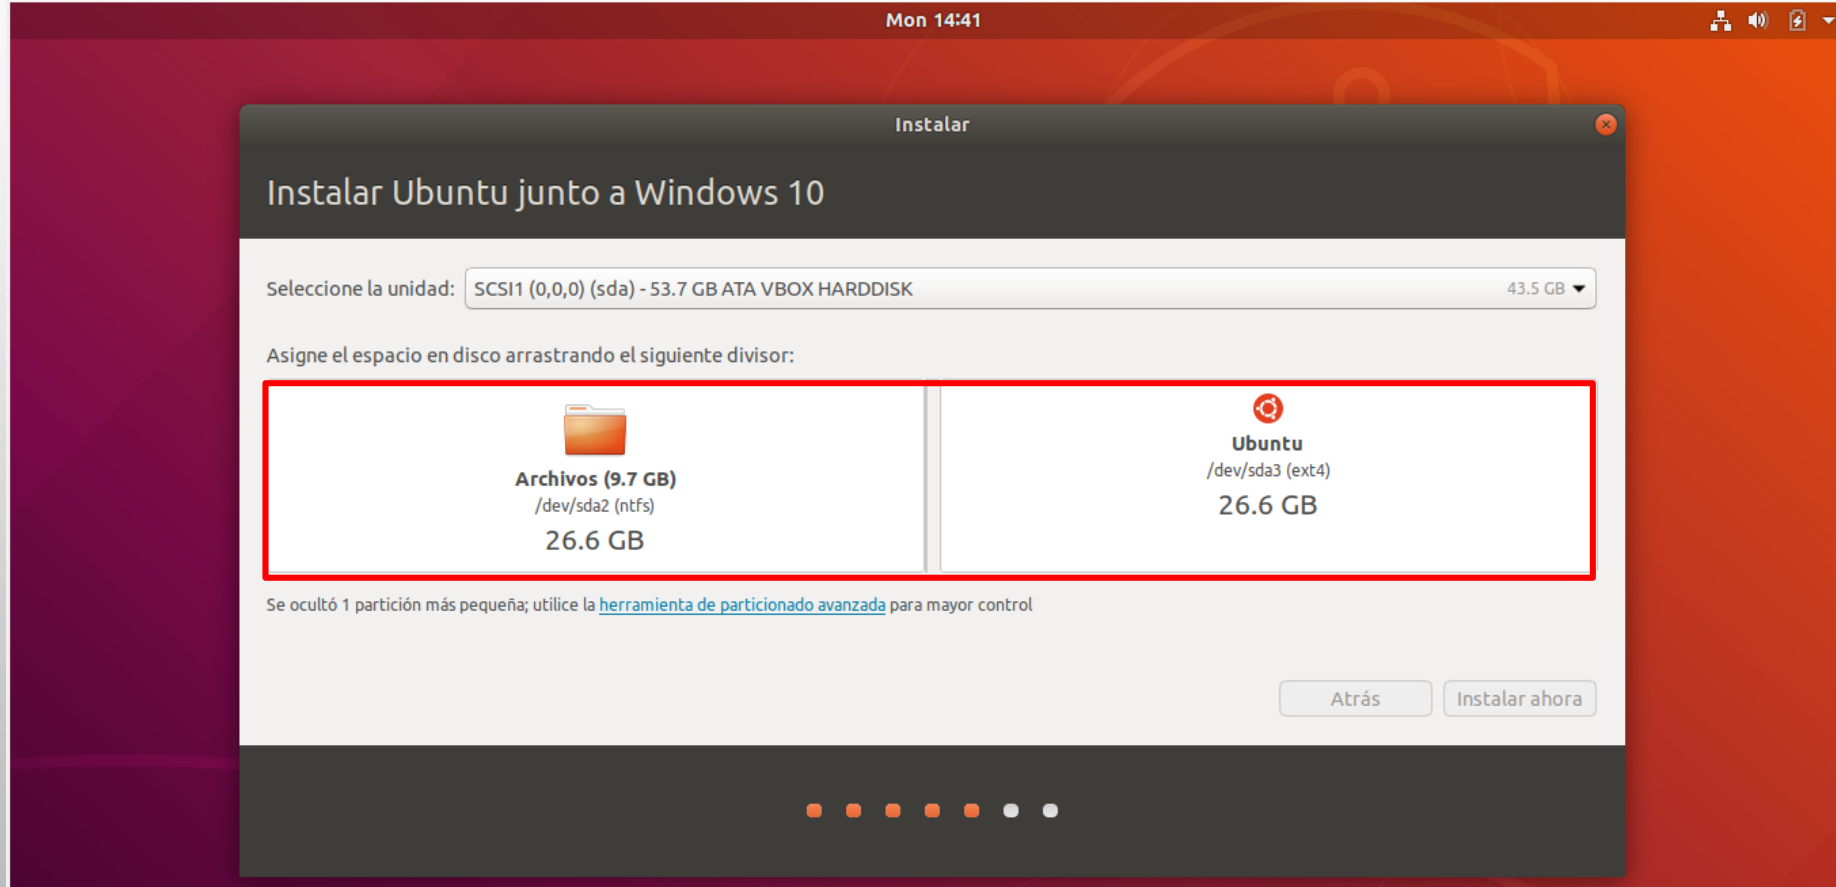 Mon 14:41
Instalar
Instalar Ubuntu junto a Windows 10
Seleccione la unidad: SCSI1 (0,0,0) (sda) - 53.7 GB ATA VBOX HARDDISK 43.5 GB
Asigne el espacio en disco arrastrando el siguiente divisor:
Archivos (9.7 GB)
/dev/sda2 (ntfs)
26.6 GB
Ubuntu
/dev/sda3 (ext4)
26.6 GB
Se ocultó 1 partición más pequeña; utilice la herramienta de particionado avanzada para mayor control
Atrás Instalar ahora